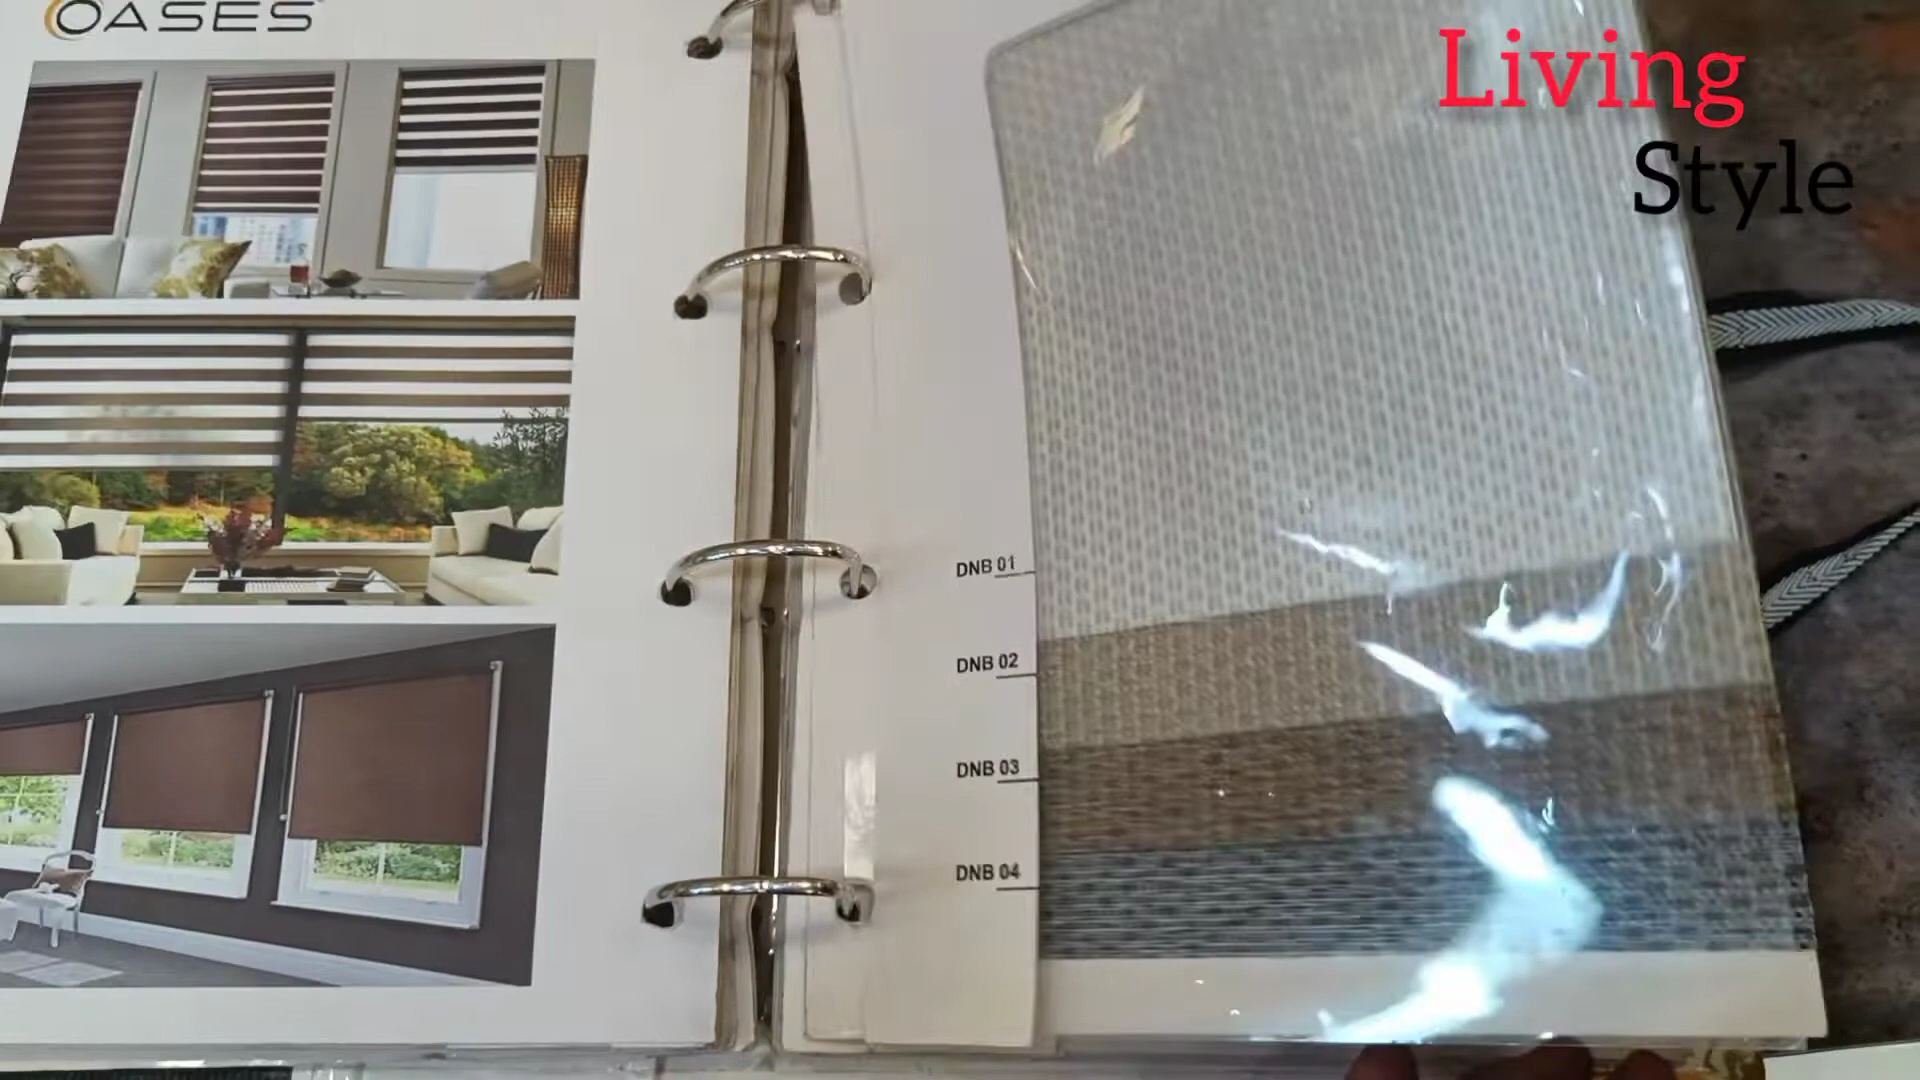 OASES
Living
Style
DNB 01
DNB 02
DNB 03
DNB 04